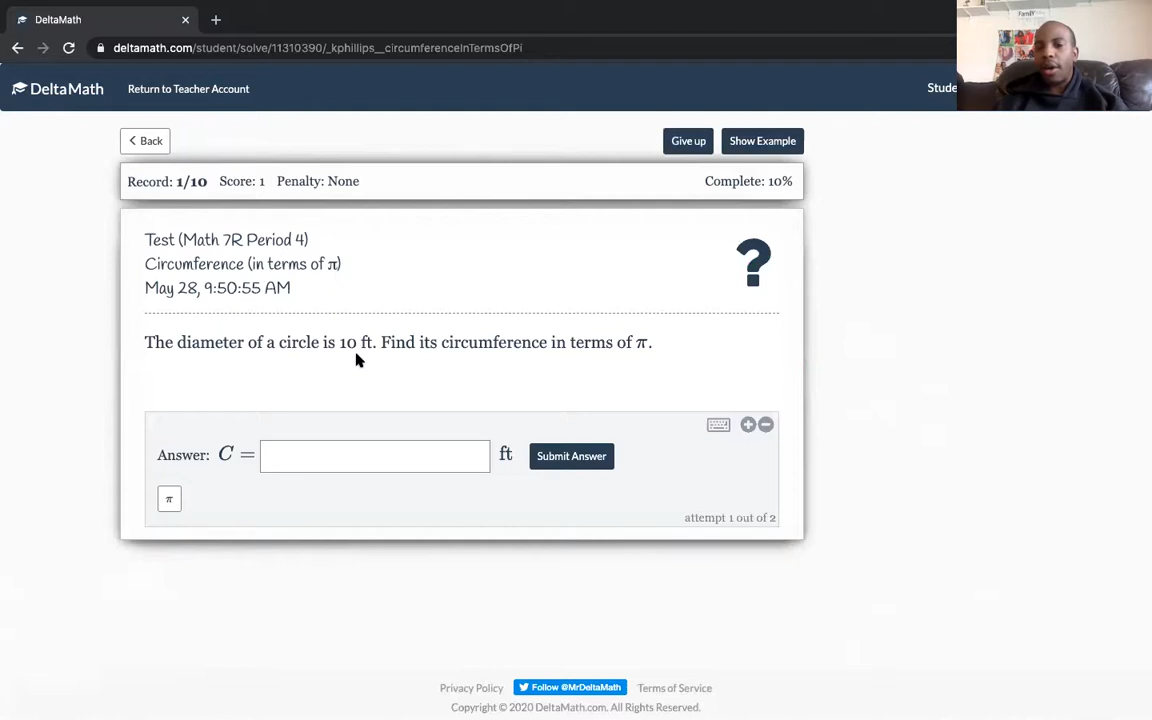 DeltaMath
deltamath.com/student/solve/11310390/_kphillips__circumferenceInTermsOfPi
DeltaMath
Return to Teacher Account
Stude
Back
Give up
Show Example
Record: 1/10 Score: 1 Penalty: None
Complete: 10%
Test (Math 7R Period 4)
Circumference (in terms of π)
May 28, 9:50:55 AM
?
The diameter of a circle is 10 ft. Find its circumference in terms of π.
Answer: C = ft
Submit Answer
π
attempt 1 out of 2
Privacy Policy
Follow @MrDeltaMath
Terms of Service
Copyright © 2020 DeltaMath.com. All Rights Reserved.